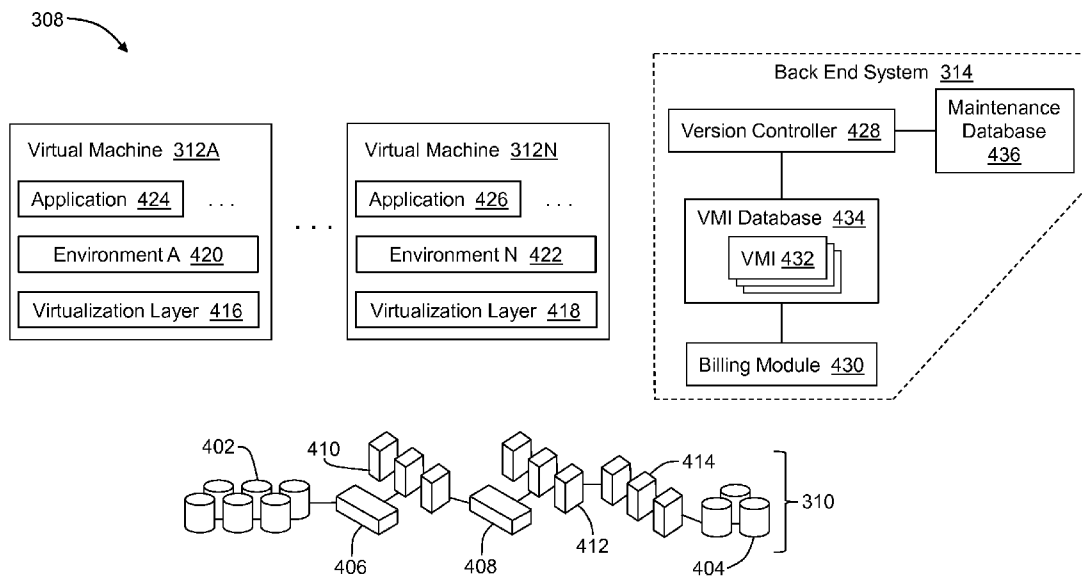 308
Virtual Machine 312A
Application 424 . . .
Environment A 420
Virtualization Layer 416
. . .
Virtual Machine 312N
Application 426 . . .
Environment N 422
Virtualization Layer 418
Back End System 314
Version Controller 428
Maintenance
Database
436
VMI Database 434
VMI 432
Billing Module 430
402
410
414
310
406
408
412
404